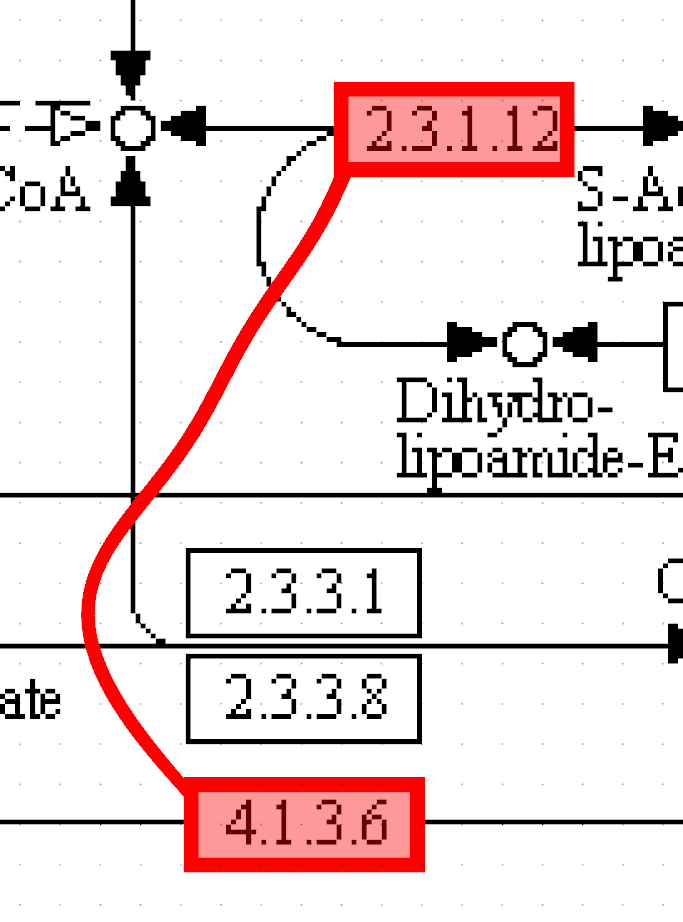 2.3.1.12
CoA
S-Ac
lipoa
Dihydro-
lipoamide-E
2.3.3.1
2.3.3.8
ate
4.1.3.6